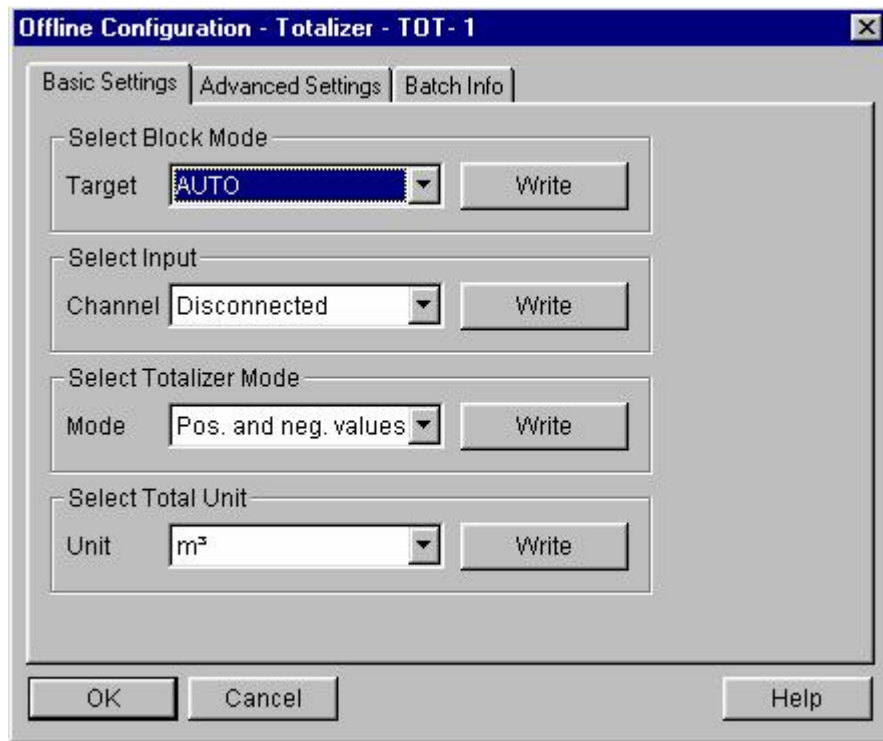 Offline Configuration - Totalizer - TOT- 1
Basic Settings Advanced Settings Batch Info
Select Block Mode
Target AUTO Write
Select Input
Channel Disconnected Write
Select Totalizer Mode
Mode Pos. and neg. values Write
Select Total Unit
Unit m³ Write
OK Cancel Help